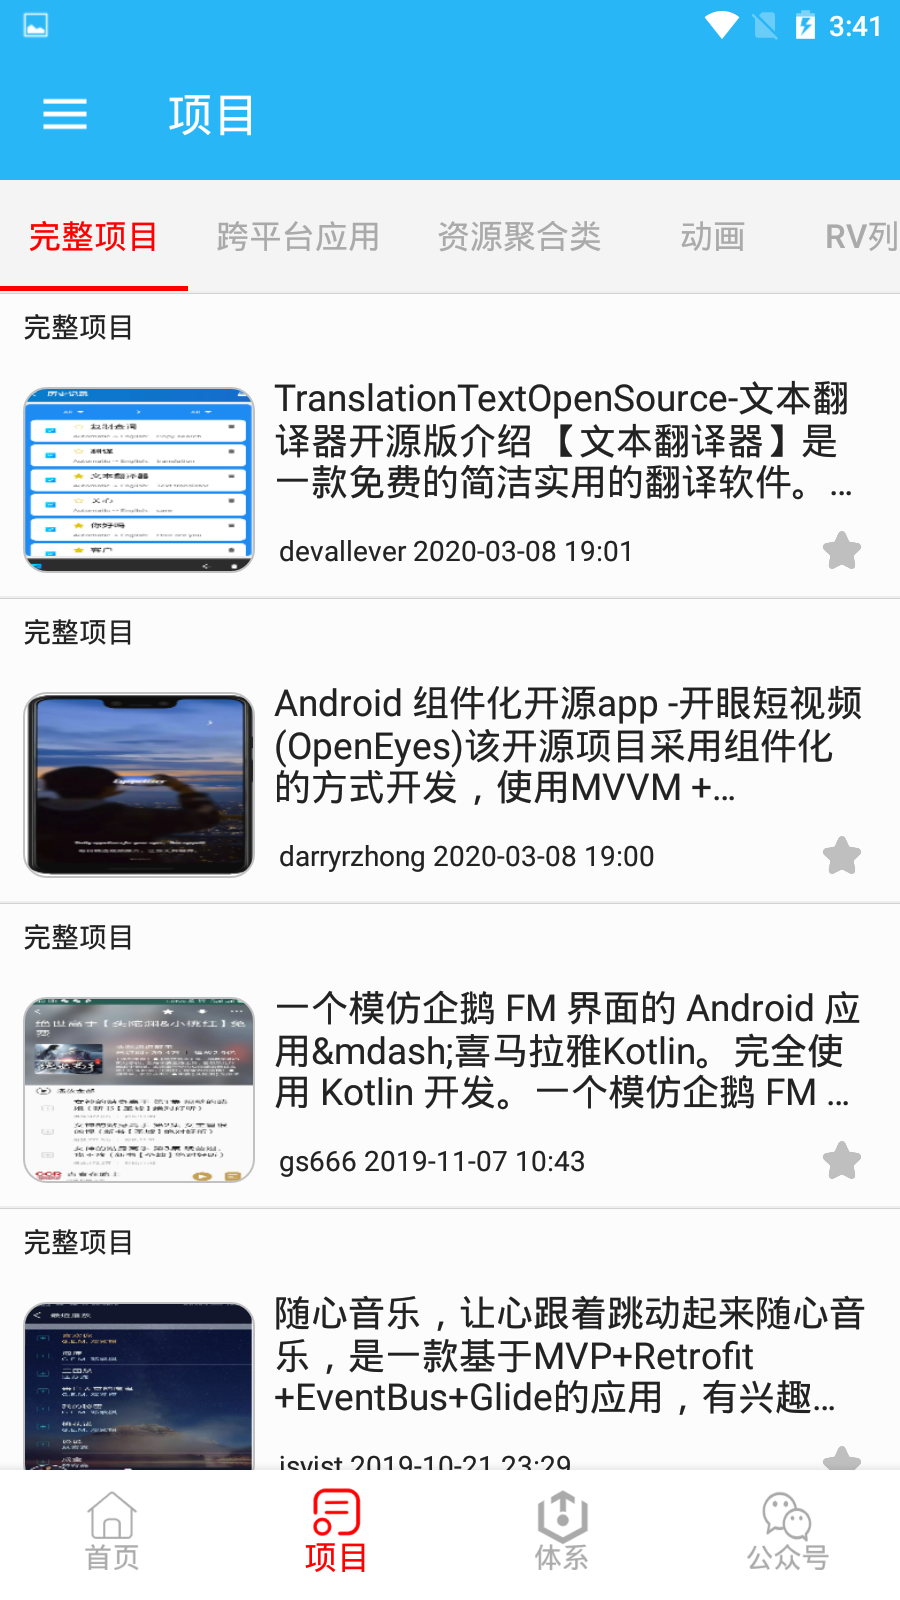 3:41
项目
完整项目 跨平台应用 资源聚合类 动画 RV列
完整项目
TranslationTextOpenSource-文本翻
译器开源版介绍 【文本翻译器】是
一款免费的简洁实用的翻译软件。 ...
devallever 2020-03-08 19:01
完整项目
Android 组件化开源app -开眼短视频
(OpenEyes)该开源项目采用组件化
的方式开发，使用MVVM +...
darryrzhong 2020-03-08 19:00
完整项目
一个模仿企鹅 FM 界面的 Android 应
用&mdash;喜马拉雅Kotlin。完全使
用 Kotlin 开发。 一个模仿企鹅 FM ...
gs666 2019-11-07 10:43
完整项目
随心音乐，让心跟着跳动起来随心音
乐，是一款基于MVP+Retrofit
+EventBus+Glide的应用，有兴趣...
isvist 2019-10-21 23:29
首页 项目 体系 公众号